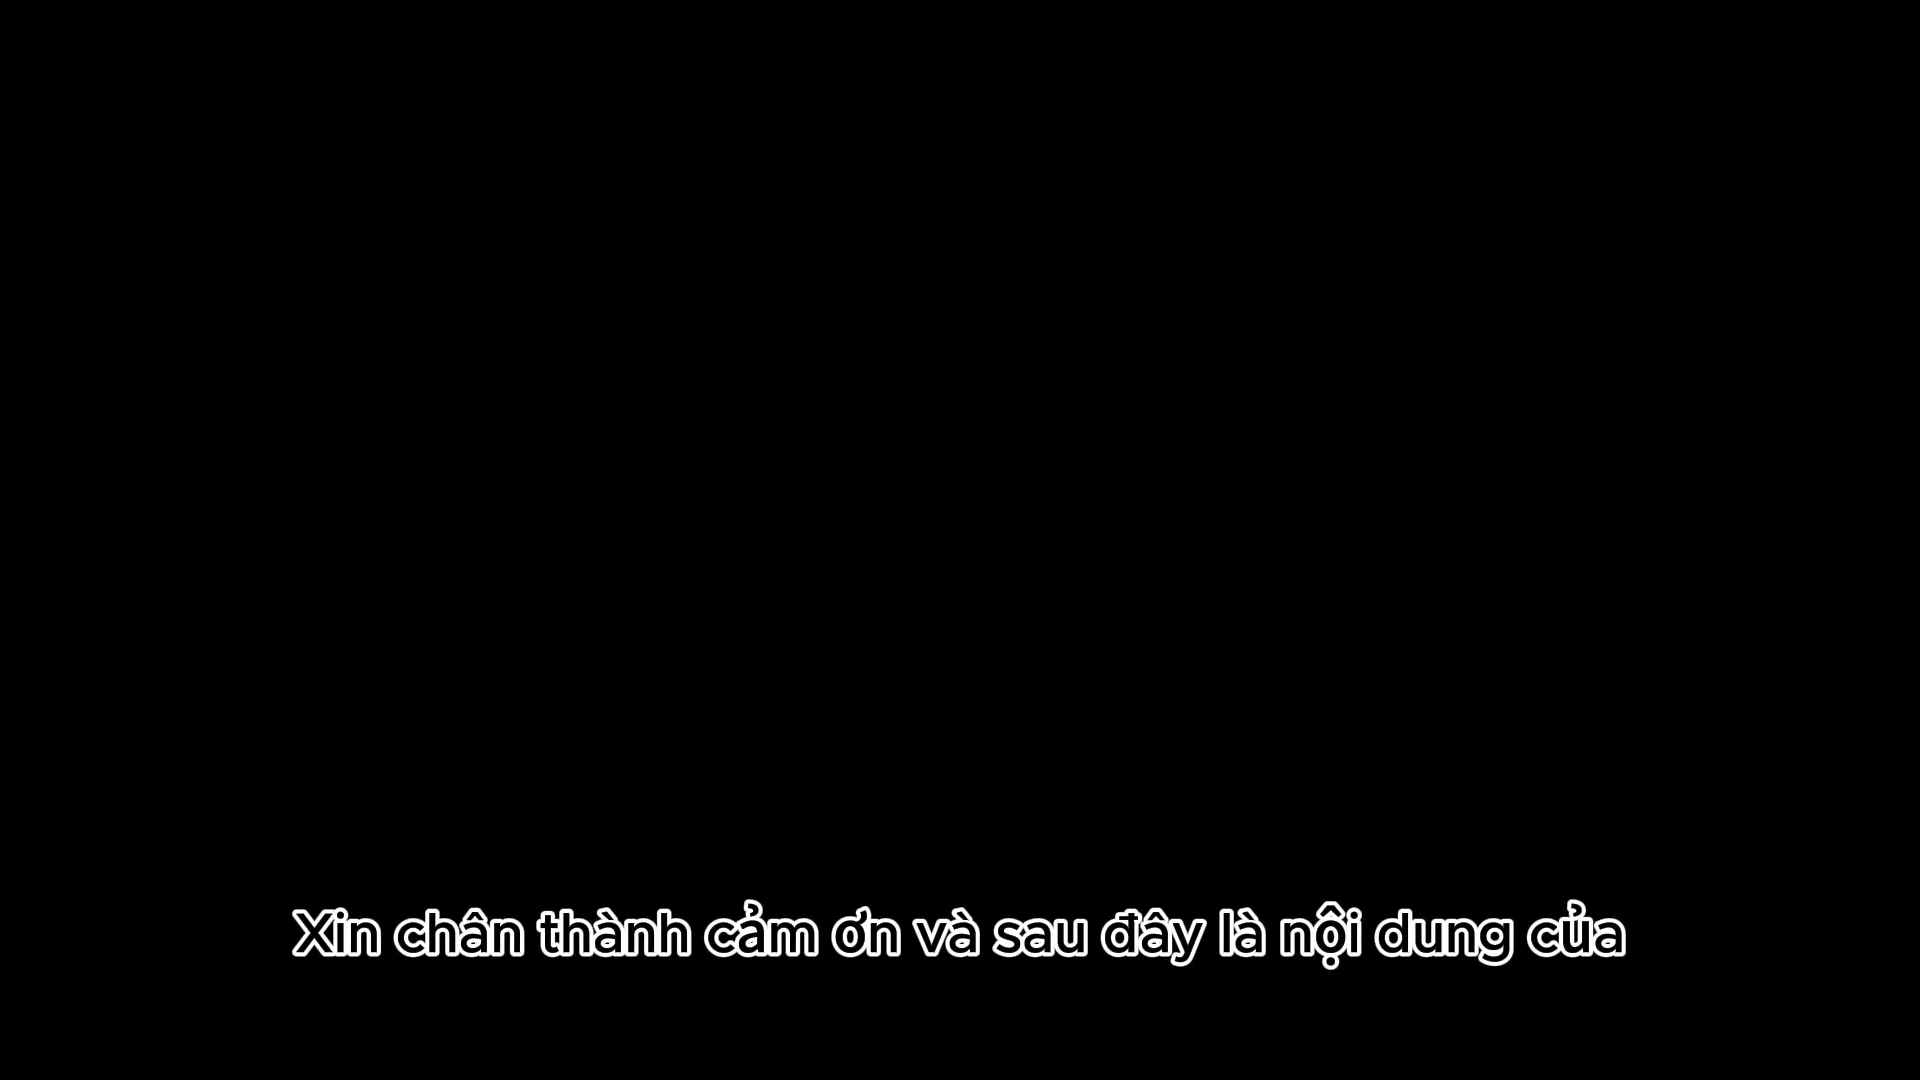 Xin chân thành cảm ơn và sau đây là nội dung của